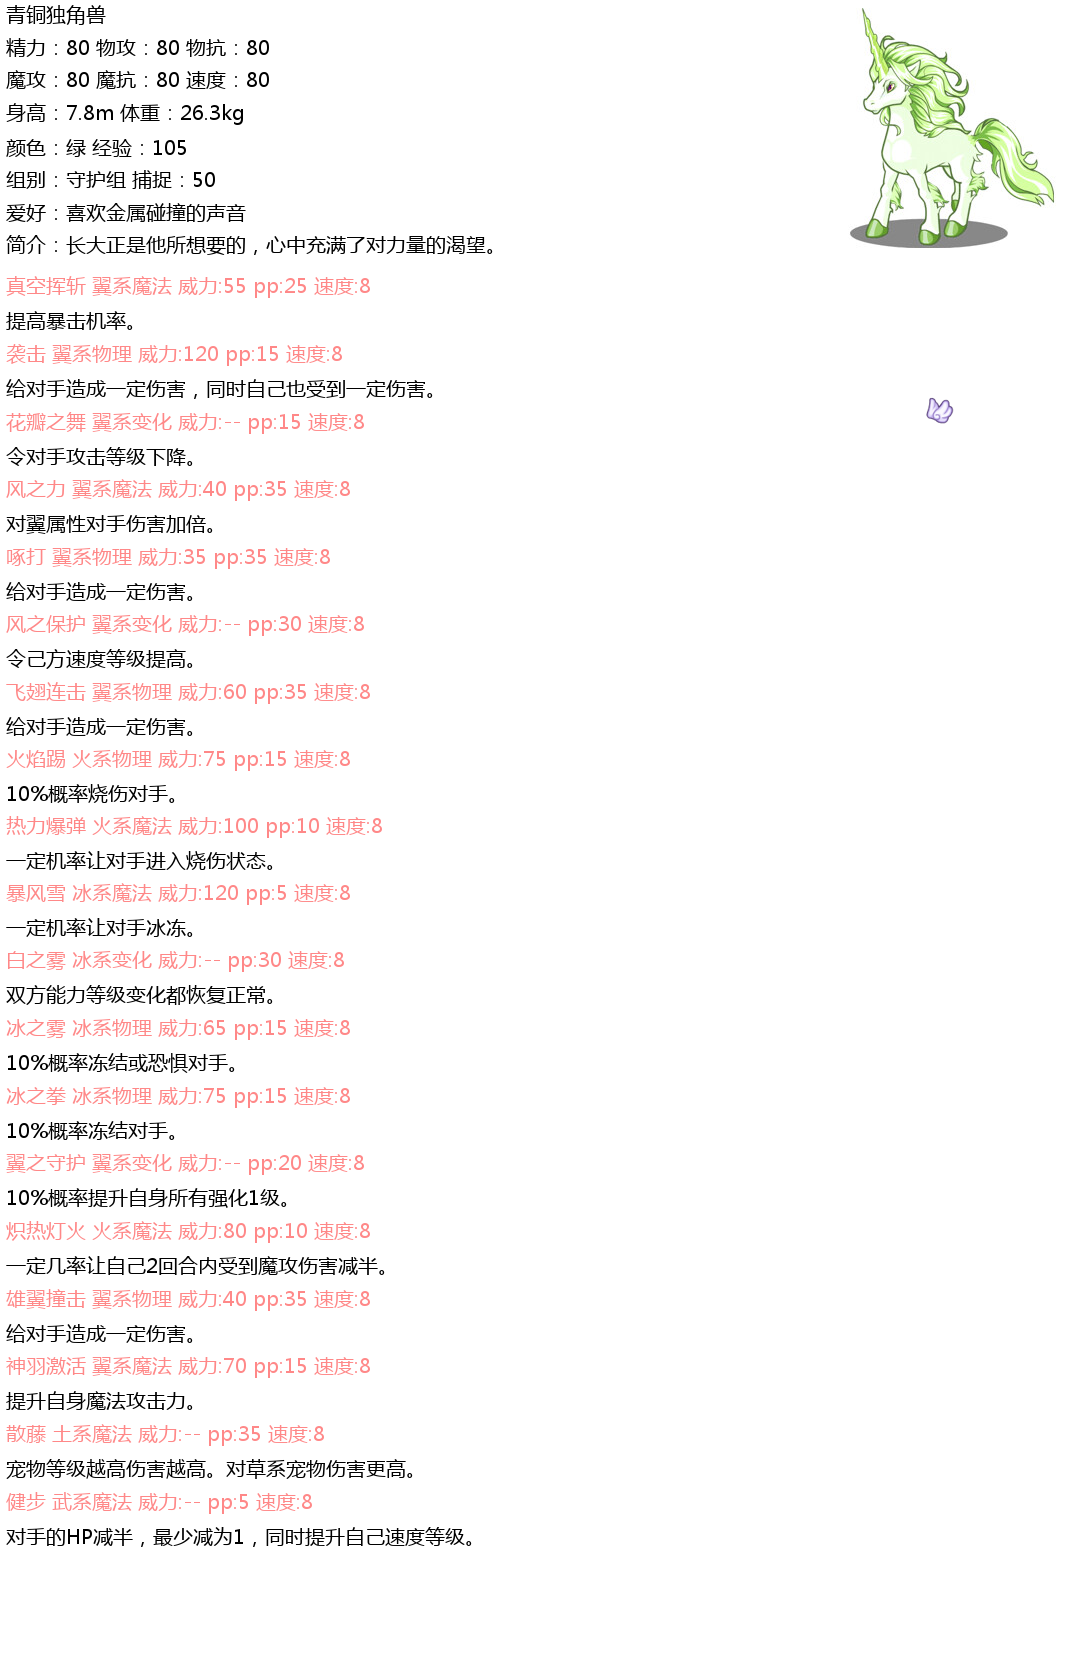 青铜独角兽
精力：80 物攻：80 物抗：80
魔攻：80 魔抗：80 速度：80
身高：7.8m 体重：26.3kg
颜色：绿 经验：105
组别：守护组 捕捉：50
爱好：喜欢金属碰撞的声音
简介：长大正是他所想要的，心中充满了对力量的渴望。
真空挥斩 翼系魔法 威力:55 pp:25 速度:8
提高暴击机率。
袭击 翼系物理 威力:120 pp:15 速度:8
给对手造成一定伤害，同时自己也受到一定伤害。
花瓣之舞 翼系变化 威力:-- pp:15 速度:8
令对手攻击等级下降。
风之力 翼系魔法 威力:40 pp:35 速度:8
对翼属性对手伤害加倍。
啄打 翼系物理 威力:35 pp:35 速度:8
给对手造成一定伤害。
风之保护 翼系变化 威力:-- pp:30 速度:8
令己方速度等级提高。
飞翅连击 翼系物理 威力:60 pp:35 速度:8
给对手造成一定伤害。
火焰踢 火系物理 威力:75 pp:15 速度:8
10%概率烧伤对手。
热力爆弹 火系魔法 威力:100 pp:10 速度:8
一定机率让对手进入烧伤状态。
暴风雪 冰系魔法 威力:120 pp:5 速度:8
一定机率让对手冰冻。
白之雾 冰系变化 威力:-- pp:30 速度:8
双方能力等级变化都恢复正常。
冰之雾 冰系物理 威力:65 pp:15 速度:8
10%概率冻结或恐惧对手。
冰之拳 冰系物理 威力:75 pp:15 速度:8
10%概率冻结对手。
翼之守护 翼系变化 威力:-- pp:20 速度:8
10%概率提升自身所有强化1级。
炽热灯火 火系魔法 威力:80 pp:10 速度:8
一定几率让自己2回合内受到魔攻伤害减半。
雄翼撞击 翼系物理 威力:40 pp:35 速度:8
给对手造成一定伤害。
神羽激活 翼系魔法 威力:70 pp:15 速度:8
提升自身魔法攻击力。
散藤 土系魔法 威力:-- pp:35 速度:8
宠物等级越高伤害越高。对草系宠物伤害更高。
健步 武系魔法 威力:-- pp:5 速度:8
对手的HP减半，最少减为1，同时提升自己速度等级。